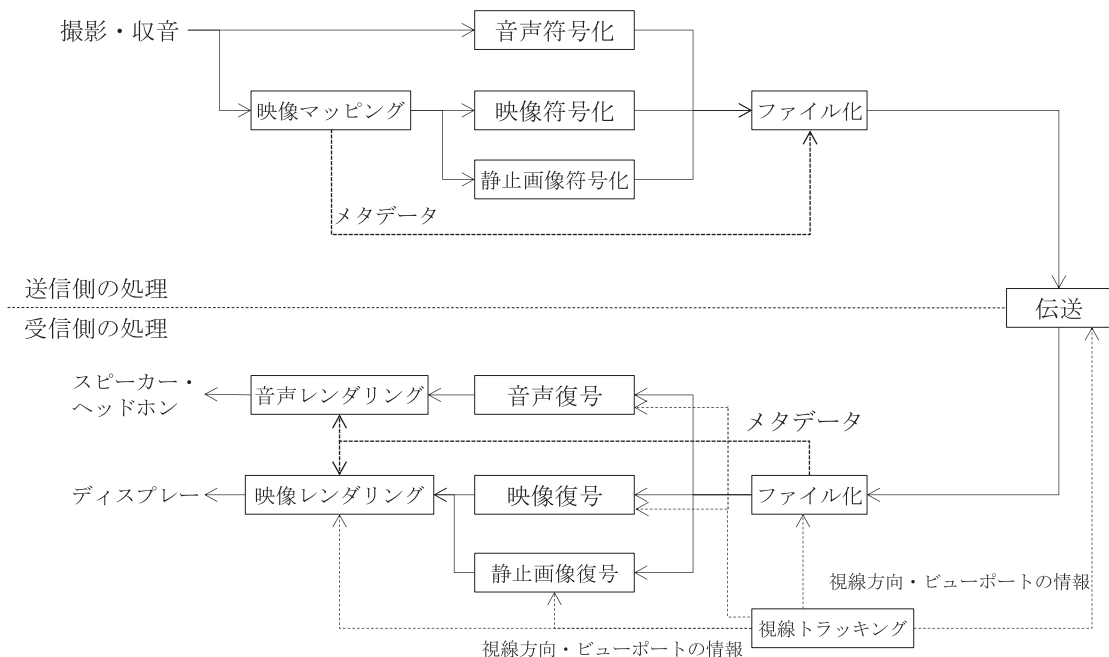 音声符号化
撮影・収音
映像マッピング
映像符号化
ファイル化
静止画像符号化
メタデータ
送信側の処理
伝送
受信側の処理
スピーカー・
ヘッドホン
音声レンダリング
音声復号
メタデータ
ディスプレー
映像レンダリング
映像復号
ファイル化
静止画像復号
視線方向・ビューポートの情報
視線トラッキング
視線方向・ビューポートの情報